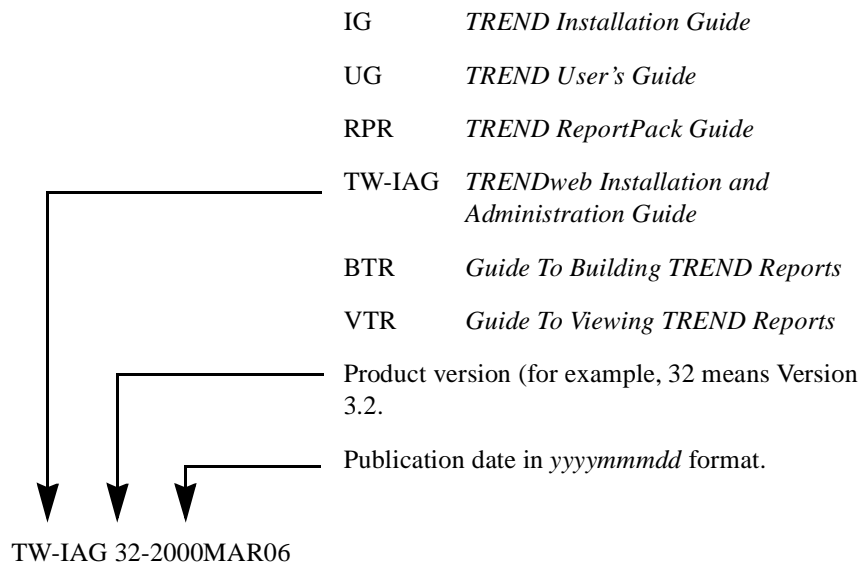 IG TREND Installation Guide
UG TREND User's Guide
RPR TREND ReportPack Guide
TW-IAG TRENDweb Installation and
Administration Guide
BTR Guide To Building TREND Reports
VTR Guide To Viewing TREND Reports
Product version (for example, 32 means Version
3.2.
Publication date in yyyymmmdd format.
TW-IAG 32-2000MAR06